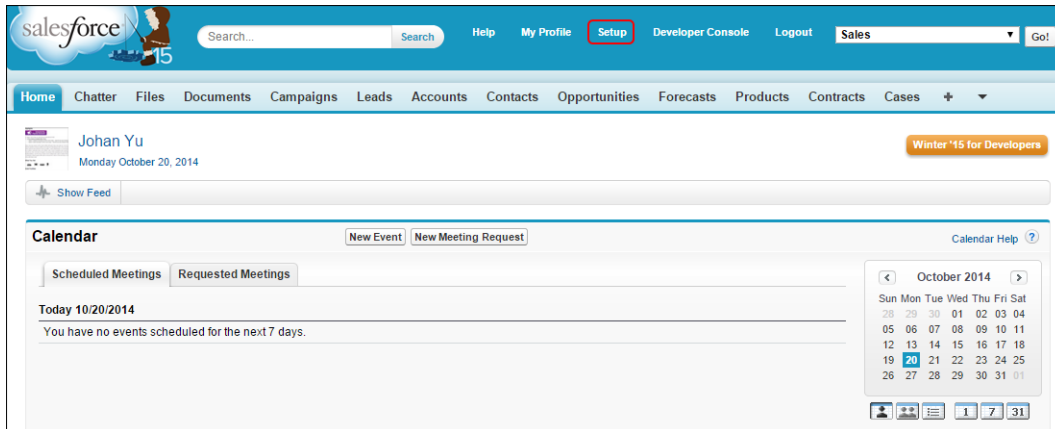 salesforce
15
Search... Search Help My Profile Setup Developer Console Logout Sales Go!
Home Chatter Files Documents Campaigns Leads Accounts Contacts Opportunities Forecasts Products Contracts Cases +
Johan Yu
Monday October 20, 2014
Winter '15 for Developers
Show Feed
Calendar New Event New Meeting Request Calendar Help ?
Scheduled Meetings Requested Meetings
Today 10/20/2014
You have no events scheduled for the next 7 days.
< October 2014 >
Sun Mon Tue Wed Thu Fri Sat
28 29 30 01 02 03 04
05 06 07 08 09 10 11
12 13 14 15 16 17 18
19 20 21 22 23 24 25
26 27 28 29 30 31 01
1 7 31